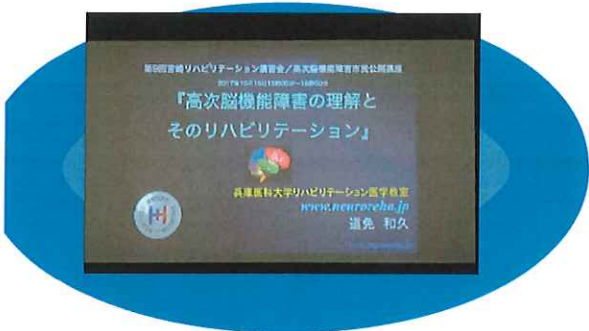 第9回宮崎リハビリテーション講習会／高次脳機能障害市民公開講座
『高次脳機能障害の理解と
そのリハビリテーション』
兵庫医科大学リハビリテーション医学教室
www.neuroreha.jp
道免 和久